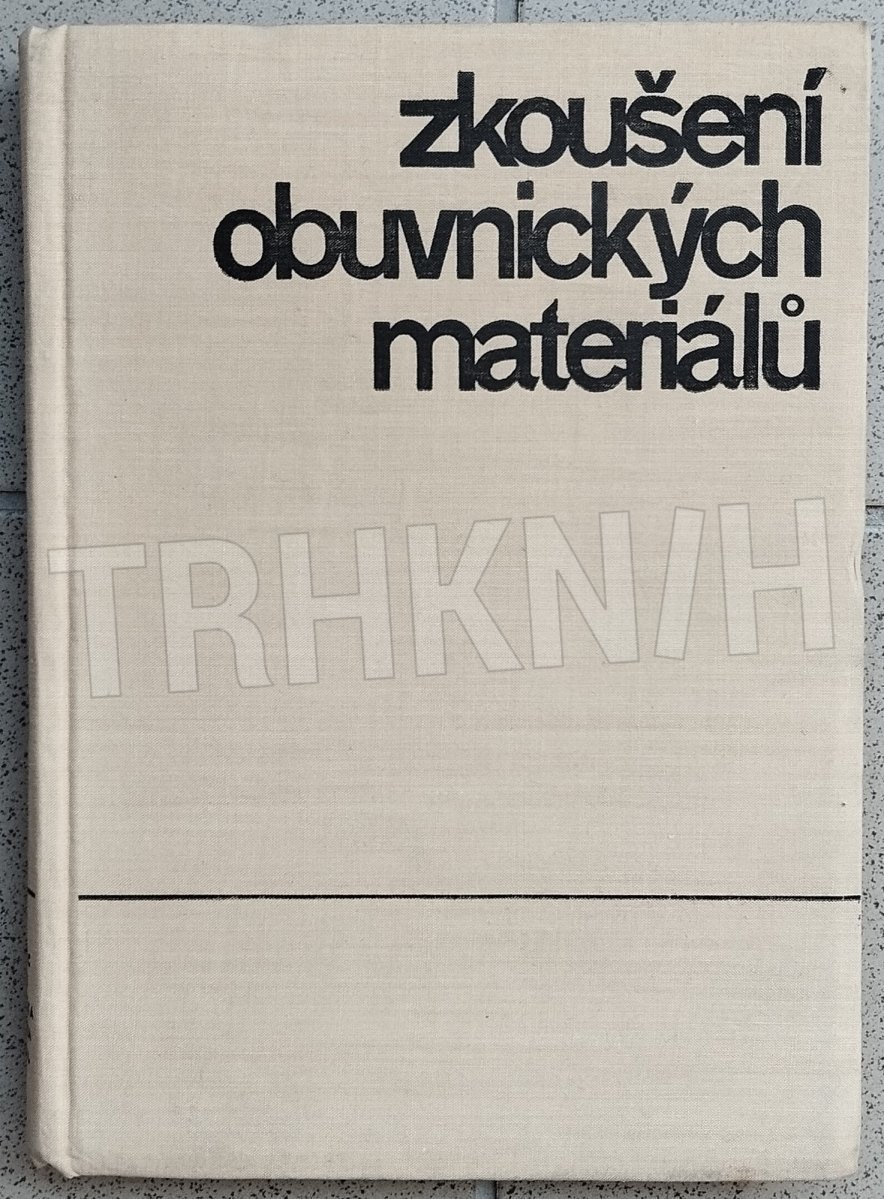 zkoušení
obuvnických
materiálů
TRHKNIH